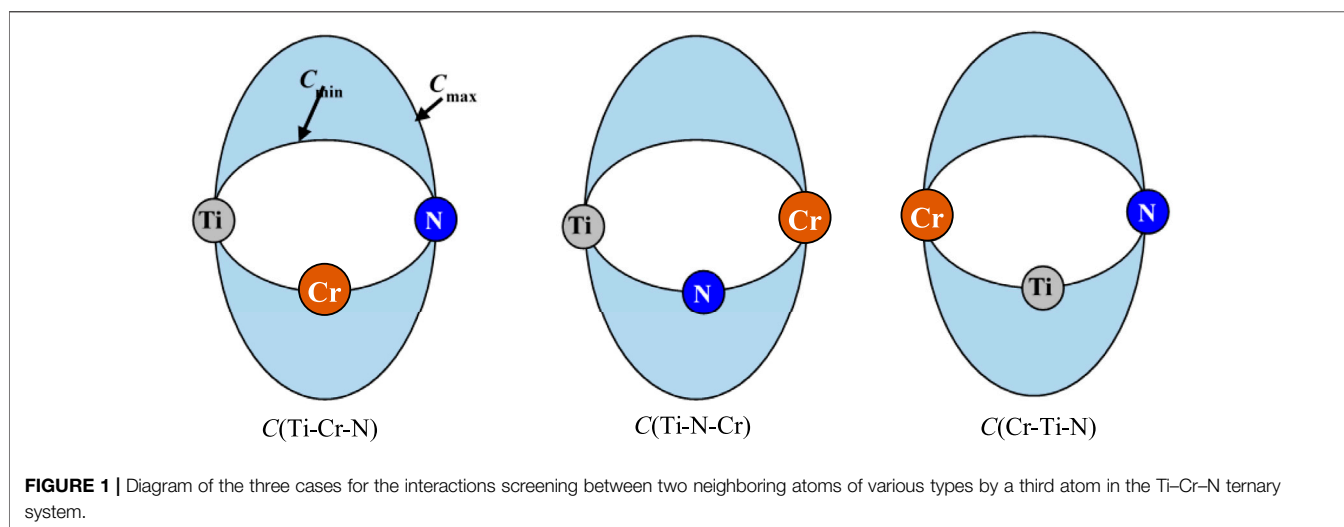 C min
C max
Ti
N
Cr
C(Ti-Cr-N)
Ti
Cr
N
C(Ti-N-Cr)
Cr
N
Ti
C(Cr-Ti-N)
FIGURE 1 | Diagram of the three cases for the interactions screening between two neighboring atoms of various types by a third atom in the Ti–Cr–N ternary
system.